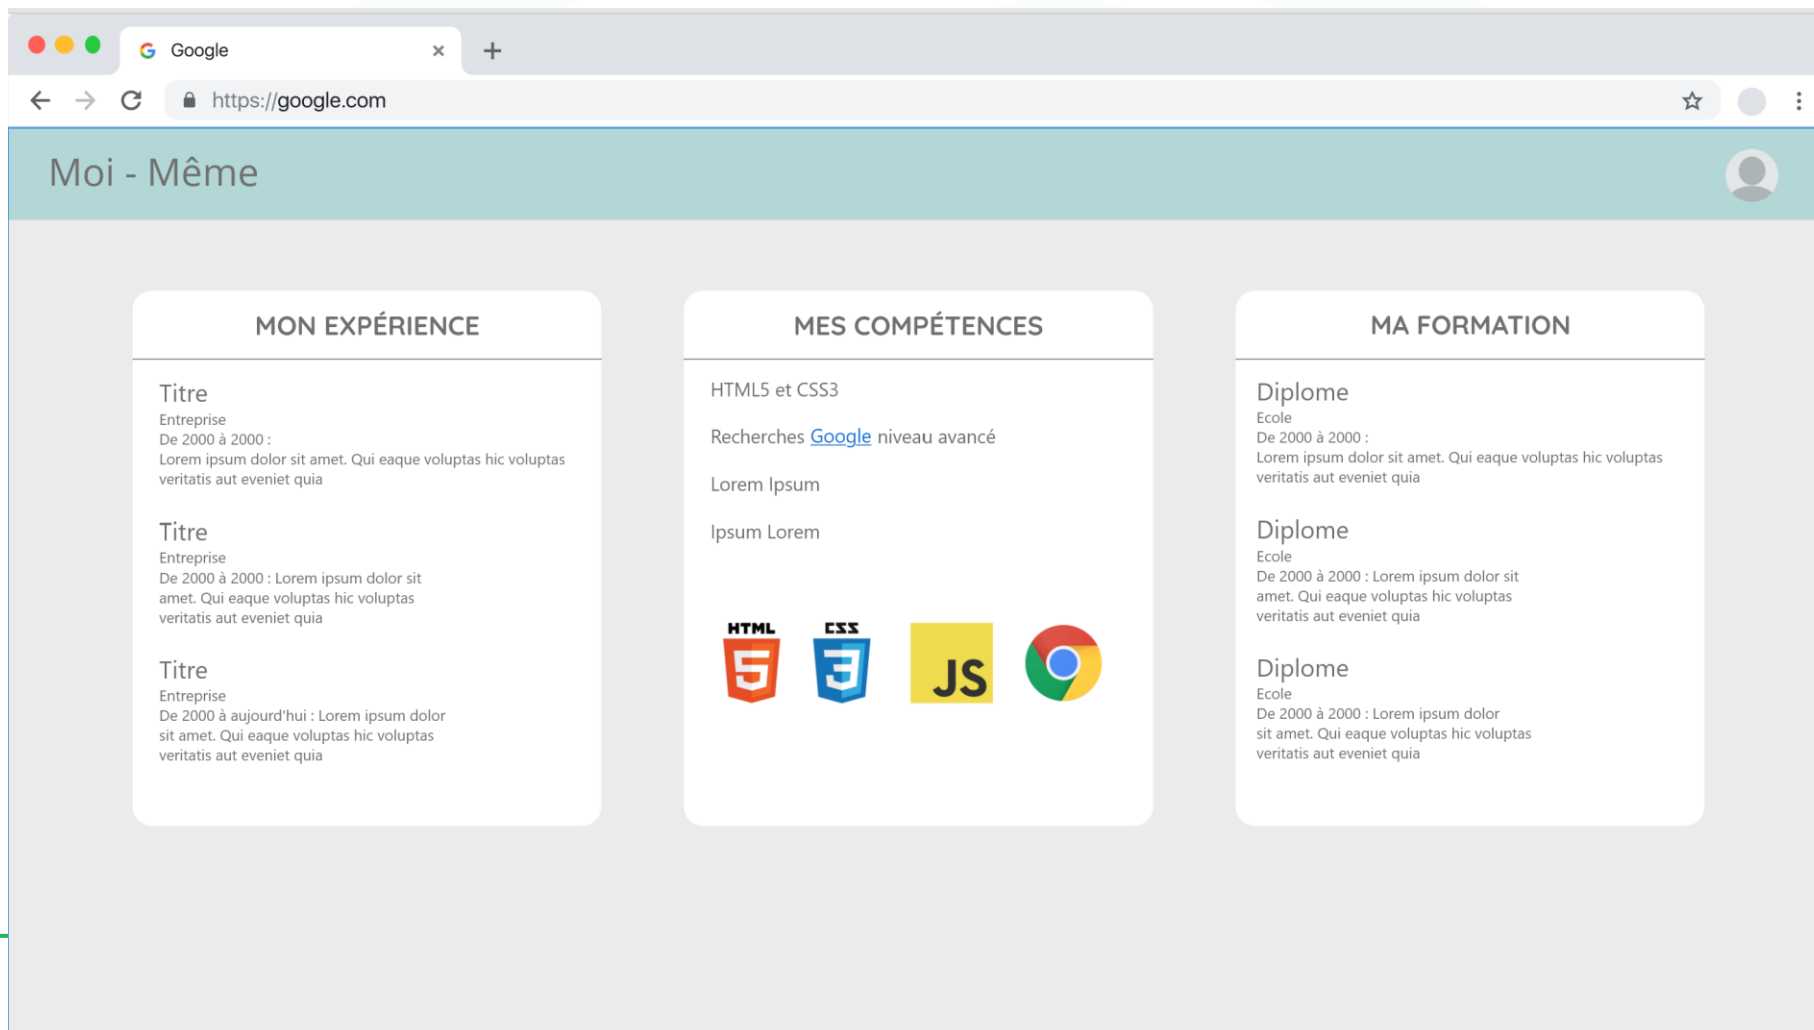 Google
https://google.com
Moi - Même
MON EXPÉRIENCE
Titre
Entreprise
De 2000 à 2000 :
Lorem ipsum dolor sit amet. Qui eaque voluptas hic voluptas
veritatis aut eveniet quia
Titre
Entreprise
De 2000 à 2000 : Lorem ipsum dolor sit
amet. Qui eaque voluptas hic voluptas
veritatis aut eveniet quia
Titre
Entreprise
De 2000 à aujourd'hui : Lorem ipsum dolor
sit amet. Qui eaque voluptas hic voluptas
veritatis aut eveniet quia
MES COMPÉTENCES
HTML5 et CSS3
Recherches Google niveau avancé
Lorem Ipsum
Ipsum Lorem
HTML CSS
5 3 JS
MA FORMATION
Diplome
Ecole
De 2000 à 2000 :
Lorem ipsum dolor sit amet. Qui eaque voluptas hic voluptas
veritatis aut eveniet quia
Diplome
Ecole
De 2000 à 2000 : Lorem ipsum dolor sit
amet. Qui eaque voluptas hic voluptas
veritatis aut eveniet quia
Diplome
Ecole
De 2000 à 2000 : Lorem ipsum dolor
sit amet. Qui eaque voluptas hic voluptas
veritatis aut eveniet quia